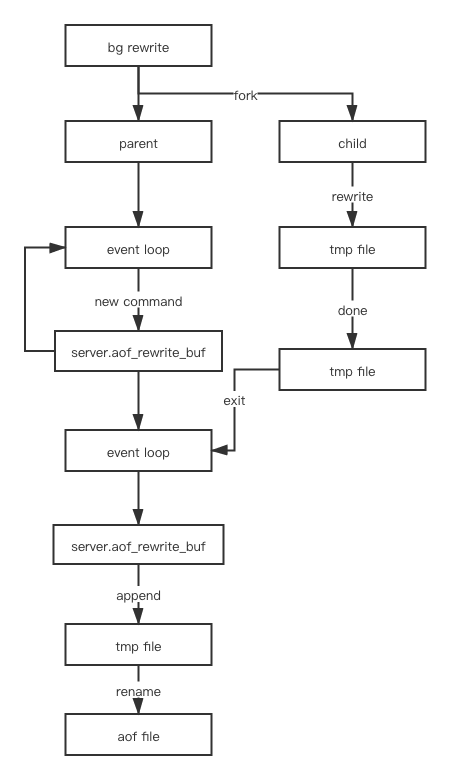 bg rewrite
fork
parent
child
rewrite
event loop
tmp file
new command
done
server.aof_rewrite_buf
tmp file
exit
event loop
server.aof_rewrite_buf
append
tmp file
rename
aof file